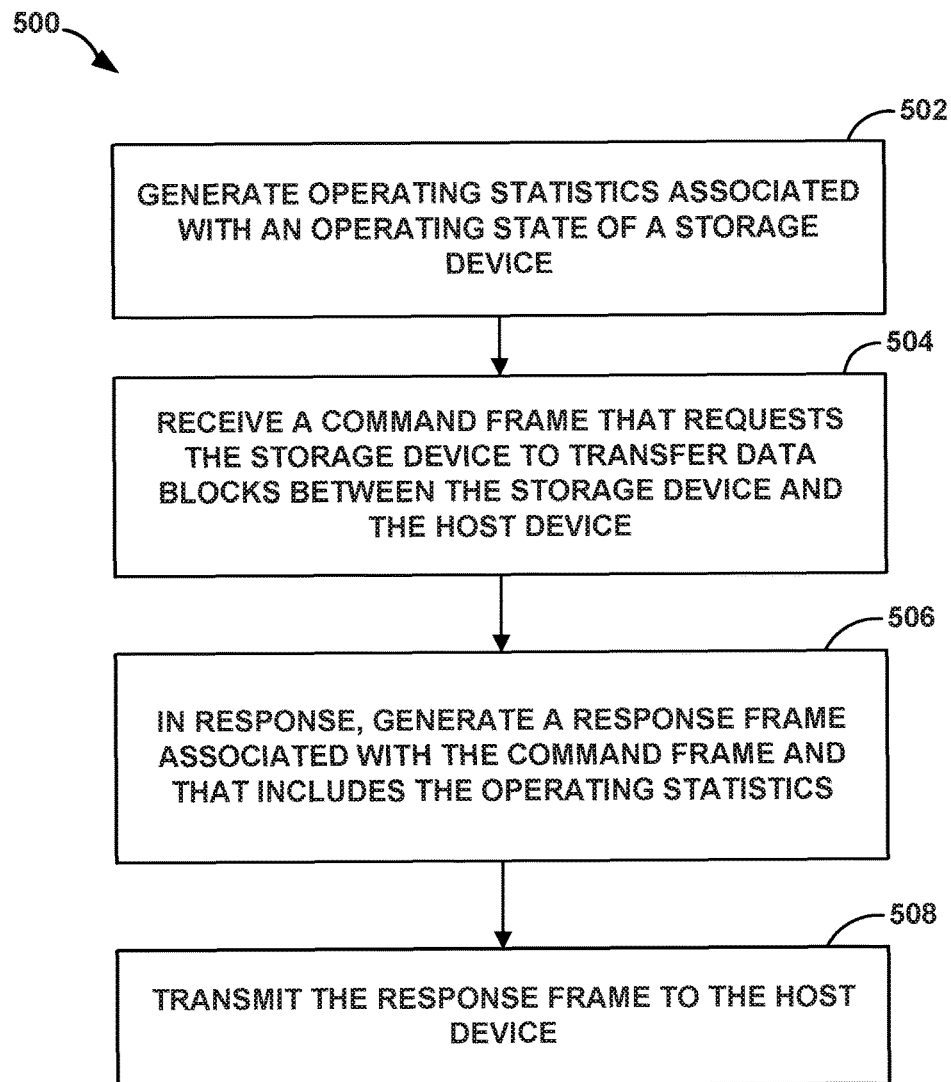 500
502
GENERATE OPERATING STATISTICS ASSOCIATED
WITH AN OPERATING STATE OF A STORAGE
DEVICE
504
RECEIVE A COMMAND FRAME THAT REQUESTS
THE STORAGE DEVICE TO TRANSFER DATA
BLOCKS BETWEEN THE STORAGE DEVICE AND
THE HOST DEVICE
506
IN RESPONSE, GENERATE A RESPONSE FRAME
ASSOCIATED WITH THE COMMAND FRAME AND
THAT INCLUDES THE OPERATING STATISTICS
508
TRANSMIT THE RESPONSE FRAME TO THE HOST
DEVICE